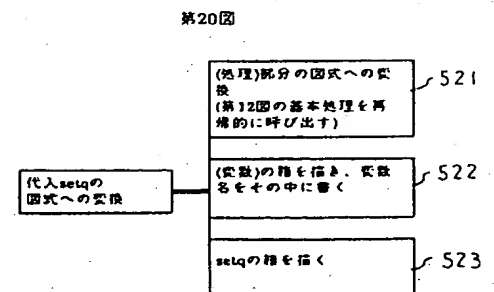 第20図
(処理)部分の図式への変
換
(第12図の基本処理を再
帰的に呼び出す)
521
代入setqの
図式への変換
(変数)の箱を描き、変数
名をその中に書く
522
setqの箱を描く
523